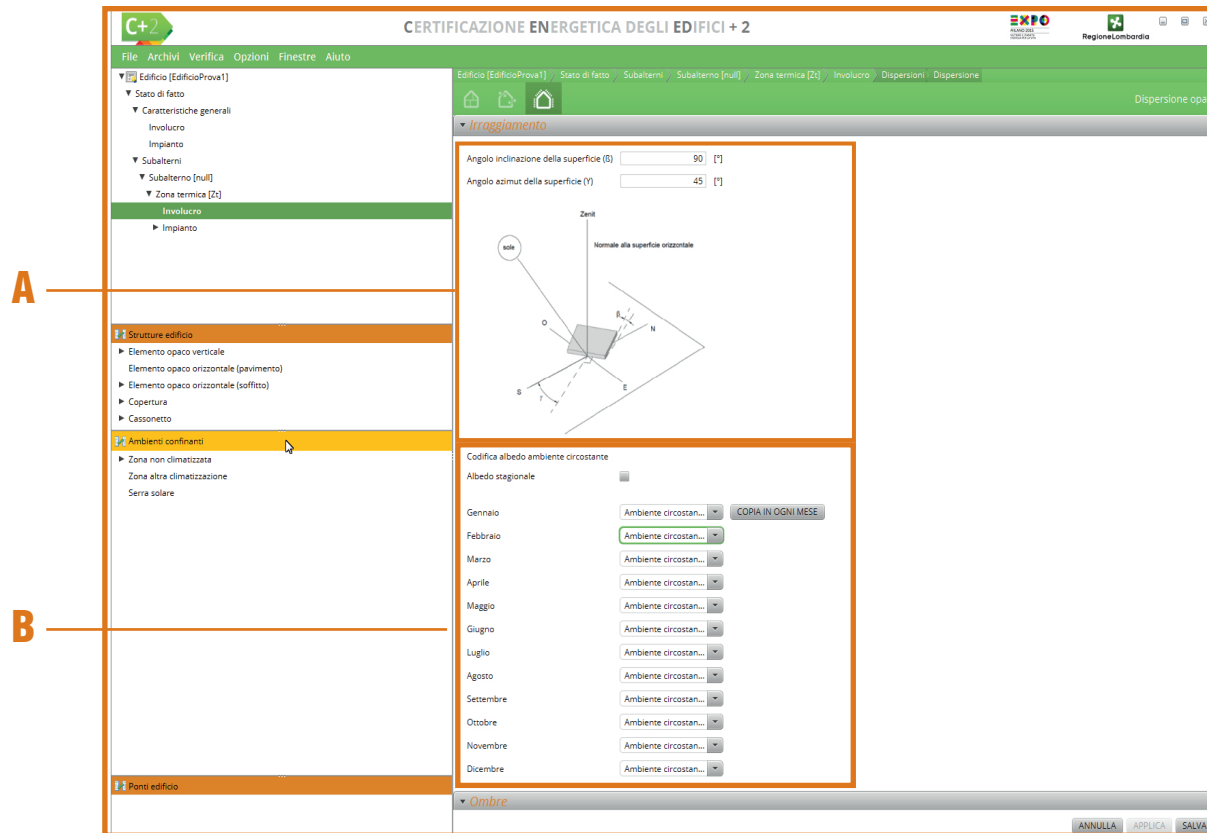 C+2
CERTIFICAZIONE ENERGETICA DEGLI EDIFICI + 2
EXPO
MILANO 2015
RegioneLombardia
File Archivi Verifica Opzioni Finestre Aiuto
Edificio [EdificioProva1]
Stato di fatto
Caratteristiche generali
Involucro
Impianto
Subalterni
Subalterno [null]
Zona termica [Zt]
Involucro
Impianto
Strutture edificio
Elemento opaco verticale
Elemento opaco orizzontale (pavimento)
Elemento opaco orizzontale (soffitto)
Copertura
Cassonetto
Ambienti confinanti
Zona non climatizzata
Zona altra climatizzazione
Serra solare
Ponti edificio
Edificio [EdificioProva1] / Stato di fatto / Subalterni / Subalterno [null] / Zona termica [Zt] / Involucro / Dispersioni / Dispersione
Dispersione opa
Irraggiamento
Angolo inclinazione della superficie (ß) 90 [°]
Angolo azimut della superficie (Y) 45 [°]
Zenit
sole
Normale alla superficie orizzontale
O
β
N
S
γ
E
Codifica albedo ambiente circostante
Albedo stagionale
Gennaio Ambiente circostan... COPIA IN OGNI MESE
Febbraio Ambiente circostan...
Marzo Ambiente circostan...
Aprile Ambiente circostan...
Maggio Ambiente circostan...
Giugno Ambiente circostan...
Luglio Ambiente circostan...
Agosto Ambiente circostan...
Settembre Ambiente circostan...
Ottobre Ambiente circostan...
Novembre Ambiente circostan...
Dicembre Ambiente circostan...
Ombre
ANNULLA APPLICA SALVA
A
B